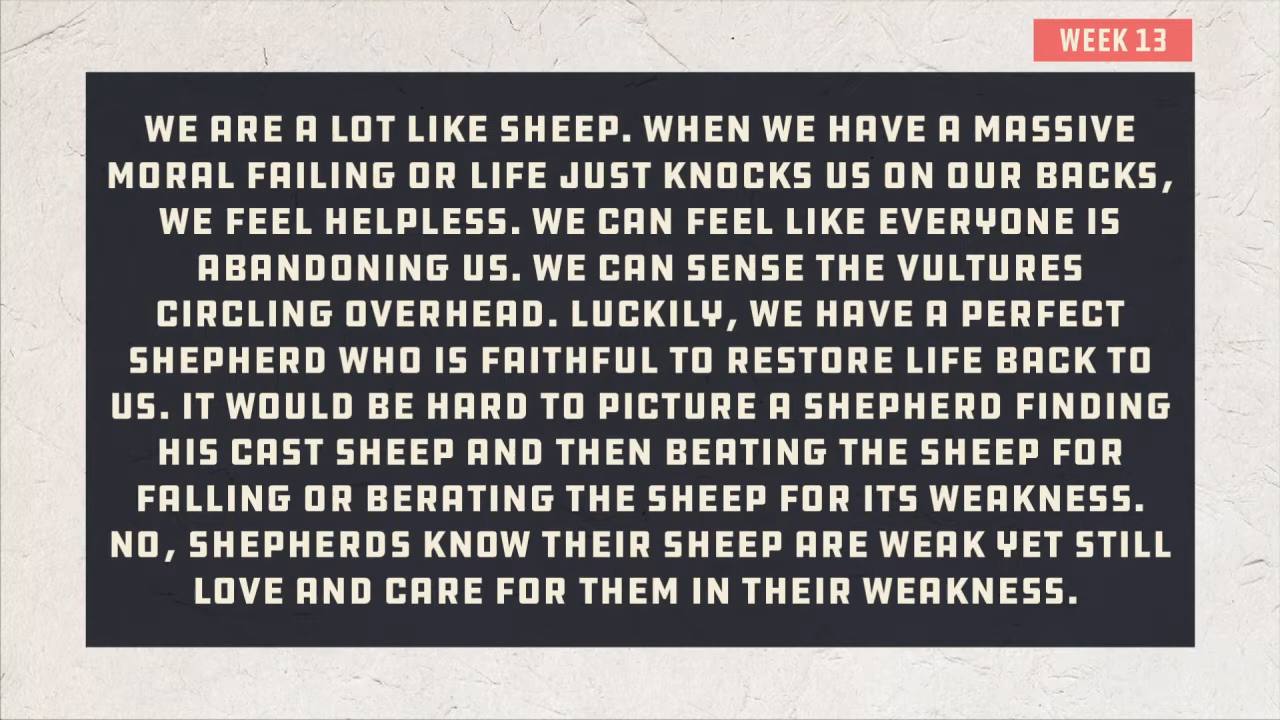 WEEK 13
WE ARE A LOT LIKE SHEEP. WHEN WE HAVE A MASSIVE
MORAL FAILING OR LIFE JUST KNOCKS US ON OUR BACKS,
WE FEEL HELPLESS. WE CAN FEEL LIKE EVERYONE IS
ABANDONING US. WE CAN SENSE THE VULTURES
CIRCLING OVERHEAD. LUCKILY, WE HAVE A PERFECT
SHEPHERD WHO IS FAITHFUL TO RESTORE LIFE BACK TO
US. IT WOULD BE HARD TO PICTURE A SHEPHERD FINDING
HIS CAST SHEEP AND THEN BEATING THE SHEEP FOR
FALLING OR BERATING THE SHEEP FOR ITS WEAKNESS.
NO, SHEPHERDS KNOW THEIR SHEEP ARE WEAK YET STILL
LOVE AND CARE FOR THEM IN THEIR WEAKNESS.